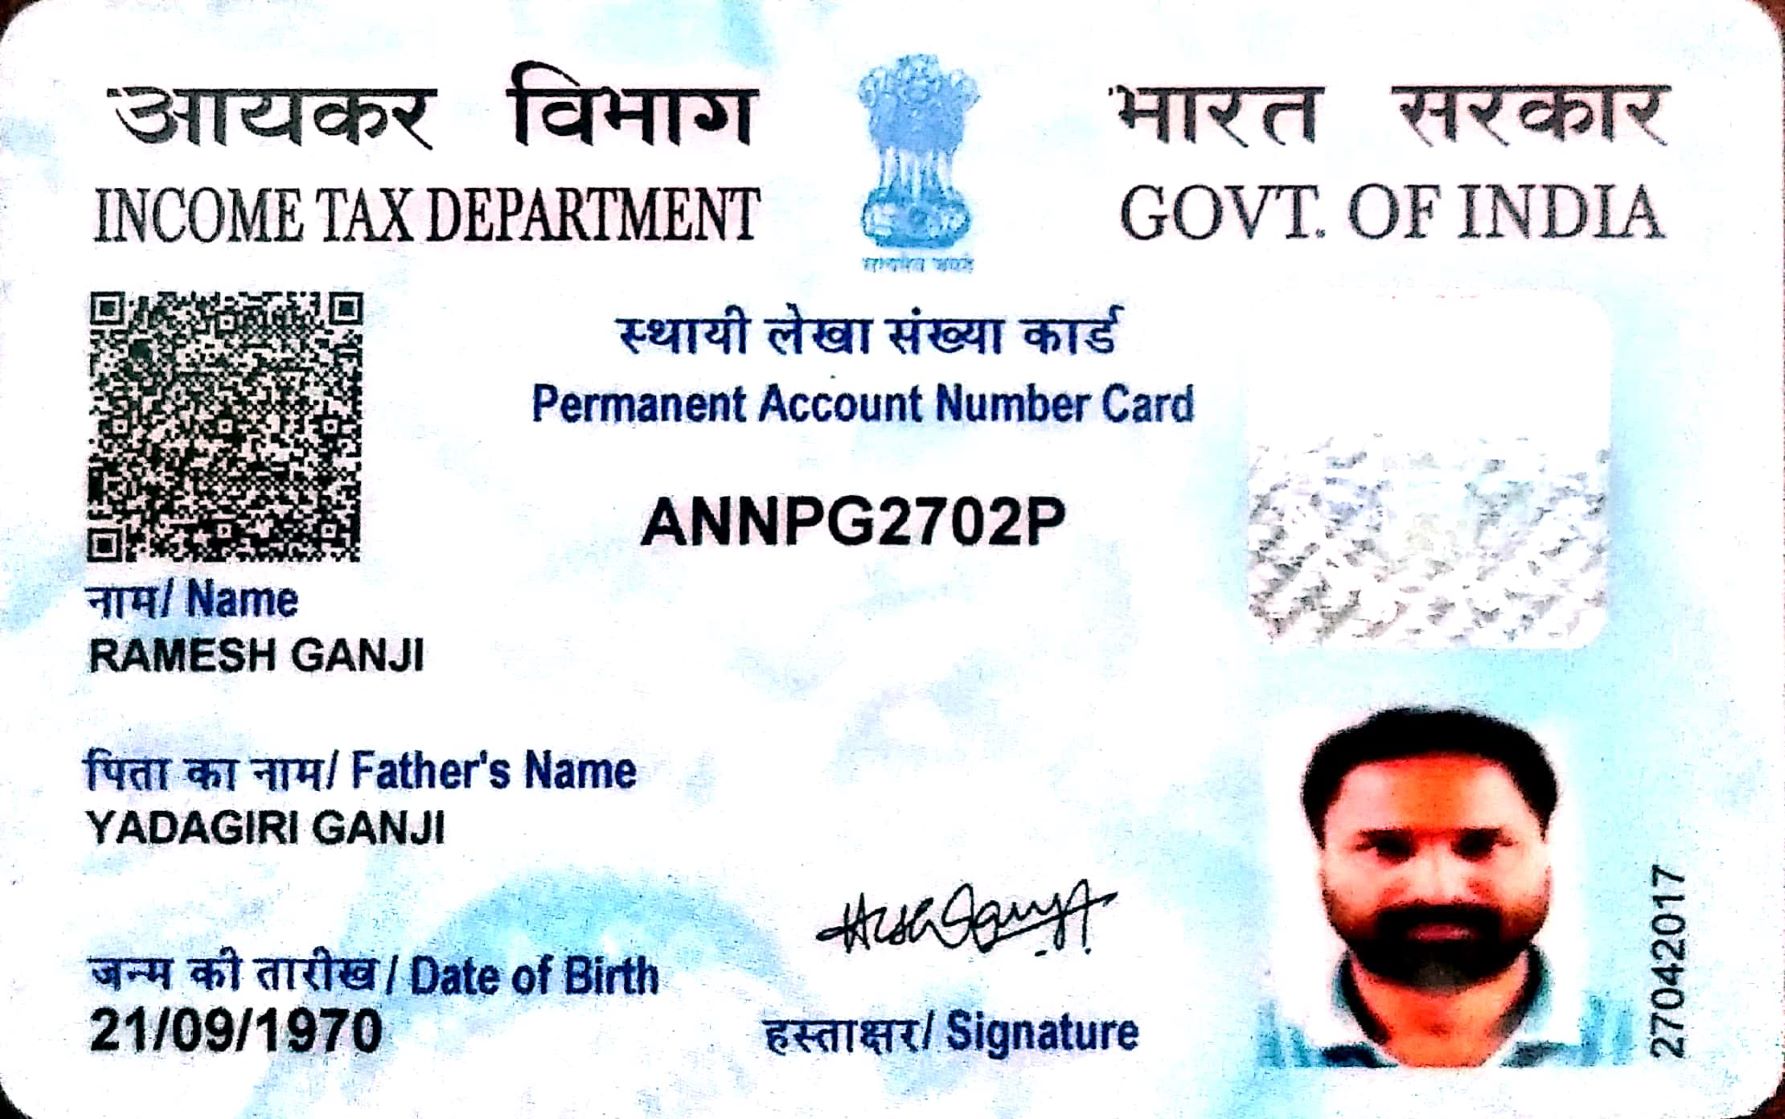 आयकर विभाग
INCOME TAX DEPARTMENT
भारत सरकार
GOVT. OF INDIA
सत्यमेव जयते
स्थायी लेखा संख्या कार्ड
Permanent Account Number Card
ANNPG2702P
नाम/ Name
RAMESH GANJI
पिता का नाम/ Father's Name
YADAGIRI GANJI
जन्म की तारीख/ Date of Birth
21/09/1970
हस्ताक्षर/ Signature
27042017